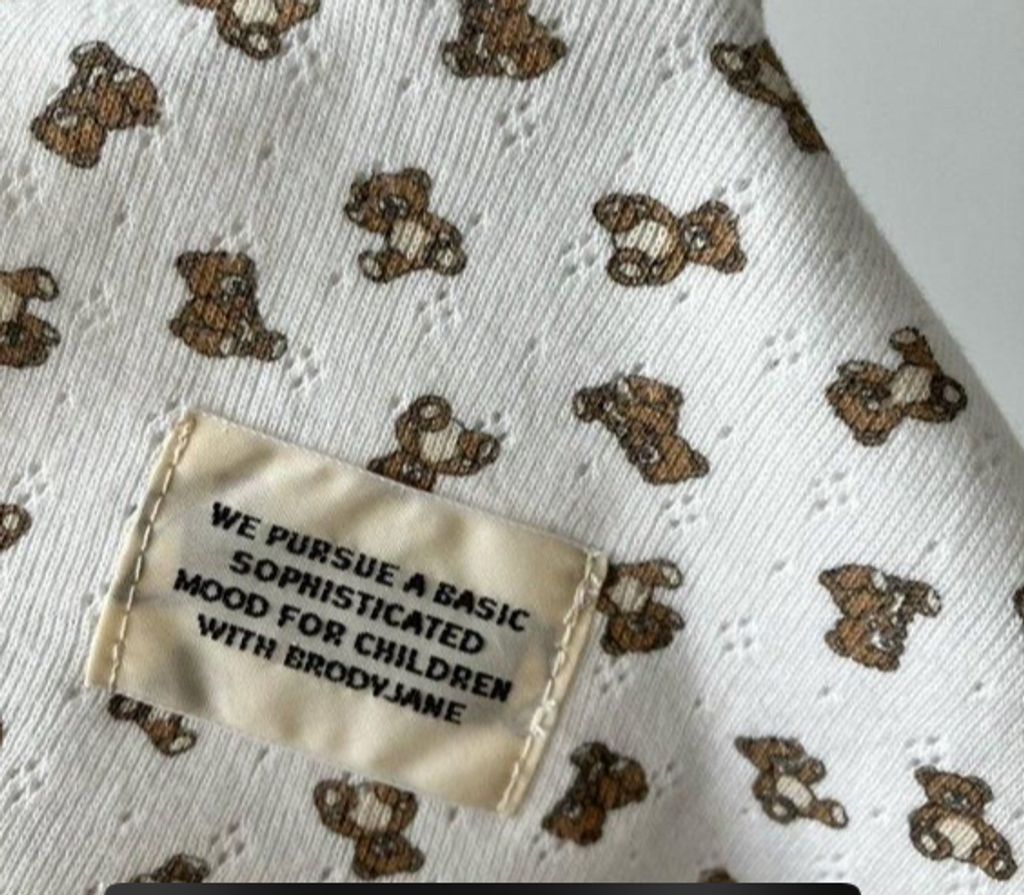 WE PURSUE A BASIC
SOPHISTICATED
MOOD FOR CHILDREN
WITH BRODYJANE